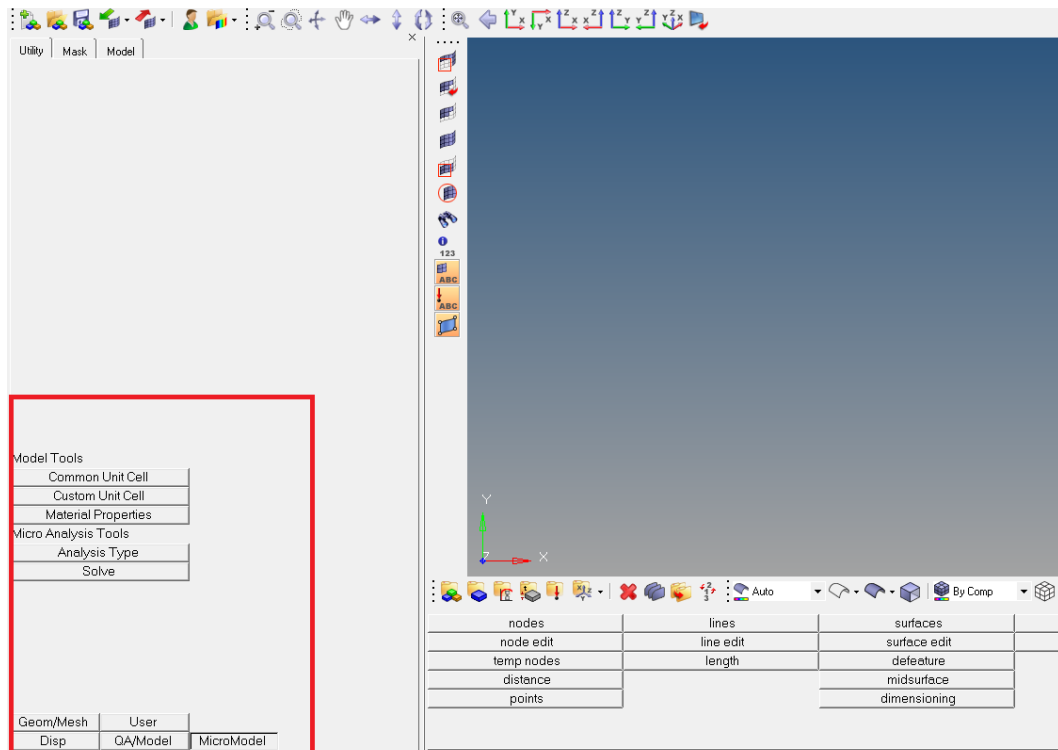 Utility Mask Model
123
ABC
ABC
Model Tools
Common Unit Cell
Custom Unit Cell
Material Properties
Micro Analysis Tools
Analysis Type
Solve
Geom/Mesh User
Disp QA/Model MicroModel
Y
Z X
Auto By Comp
nodes lines surfaces
node edit line edit surface edit
temp nodes length defeature
distance midsurface
points dimensioning